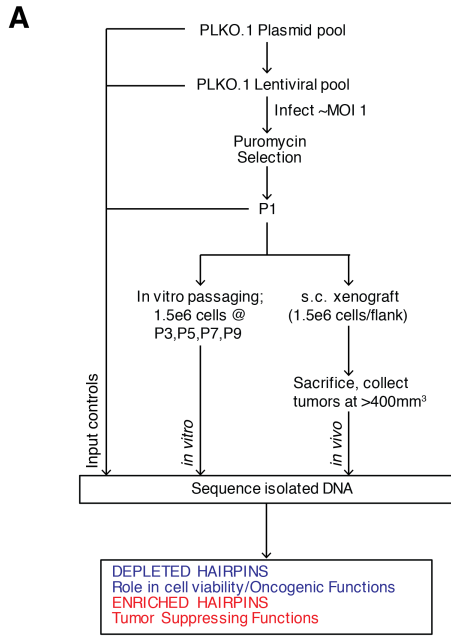 A
PLKO.1 Plasmid pool
PLKO.1 Lentiviral pool
Infect ~MOI 1
Puromycin
Selection
P1
In vitro passaging;
1.5e6 cells @
P3,P5,P7,P9
s.c. xenograft
(1.5e6 cells/flank)
Sacrifice, collect
tumors at >400mm³
Input controls
in vitro
in vivo
Sequence isolated DNA
DEPLETED HAIRPINS
Role in cell viability/Oncogenic Functions
ENRICHED HAIRPINS
Tumor Suppressing Functions